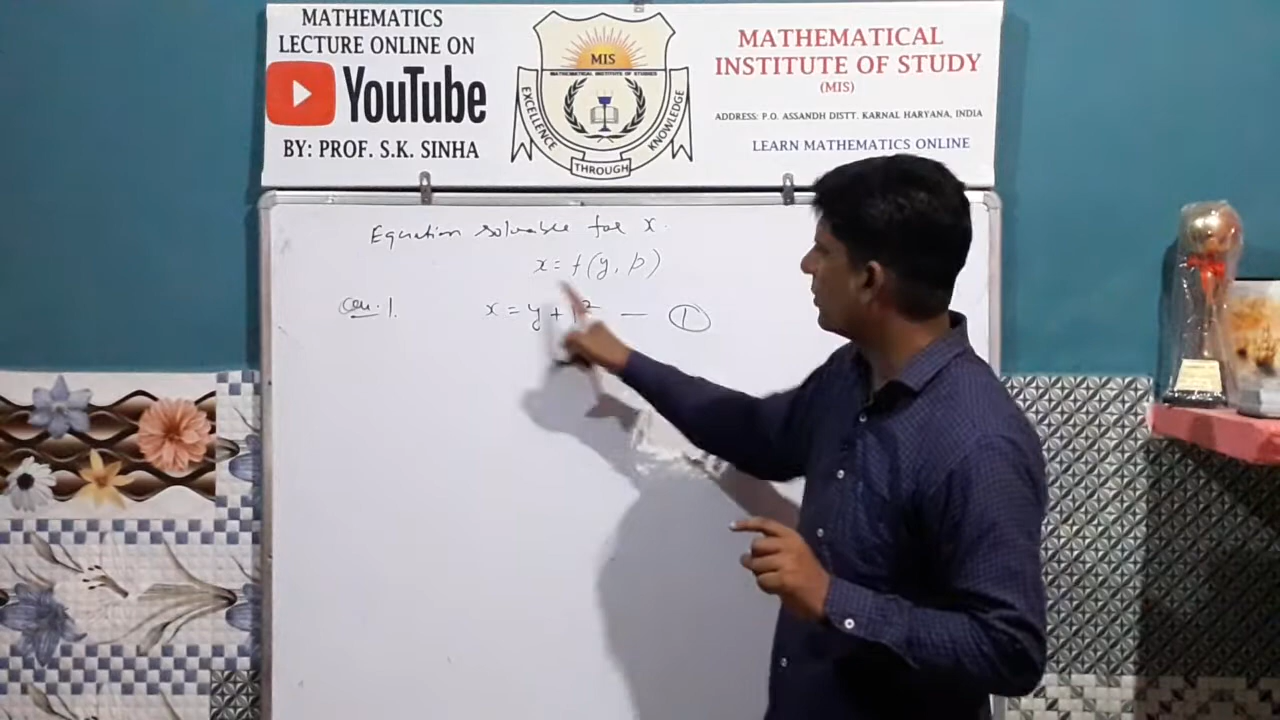 MATHEMATICS
LECTURE ONLINE ON
YouTube
BY: PROF. S.K. SINHA
MIS
MATHEMATICAL INSTITUTE OF STUDIES
EXCELLENCE
THROUGH
KNOWLEDGE
MATHEMATICAL
INSTITUTE OF STUDY
(MIS)
ADDRESS: P.O. ASSANDH DISTT. KARNAL HARYANA, INDIA
LEARN MATHEMATICS ONLINE
Equation solvable for x.
x = f(y, p)
Que. 1. x = y + p² — ①